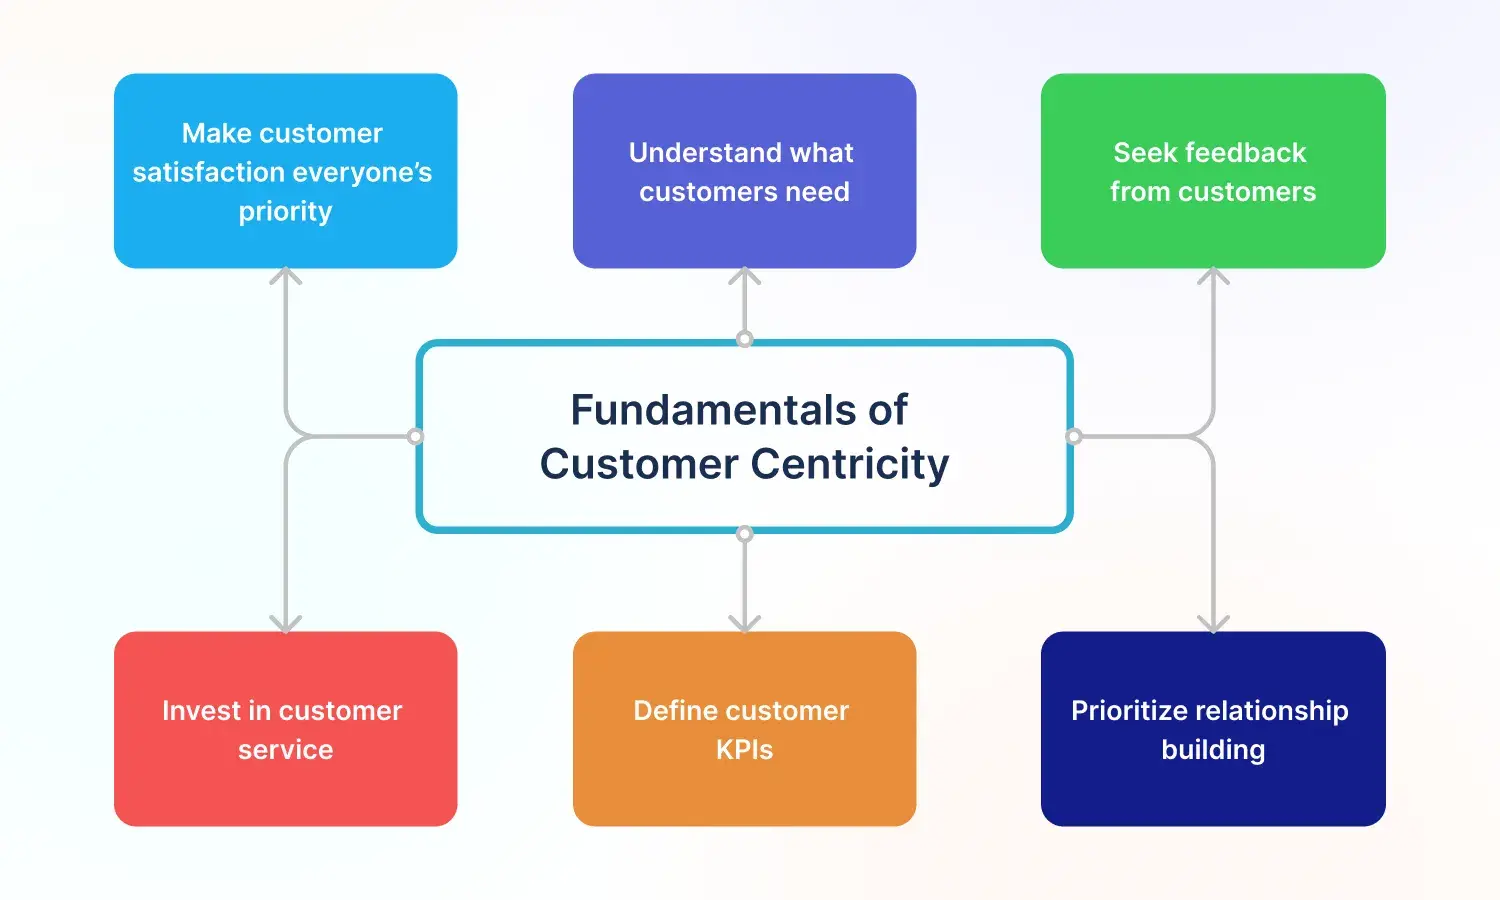 Make customer
satisfaction everyone’s
priority
Understand what
customers need
Seek feedback
from customers
Fundamentals of
Customer Centricity
Invest in customer
service
Define customer
KPIs
Prioritize relationship
building